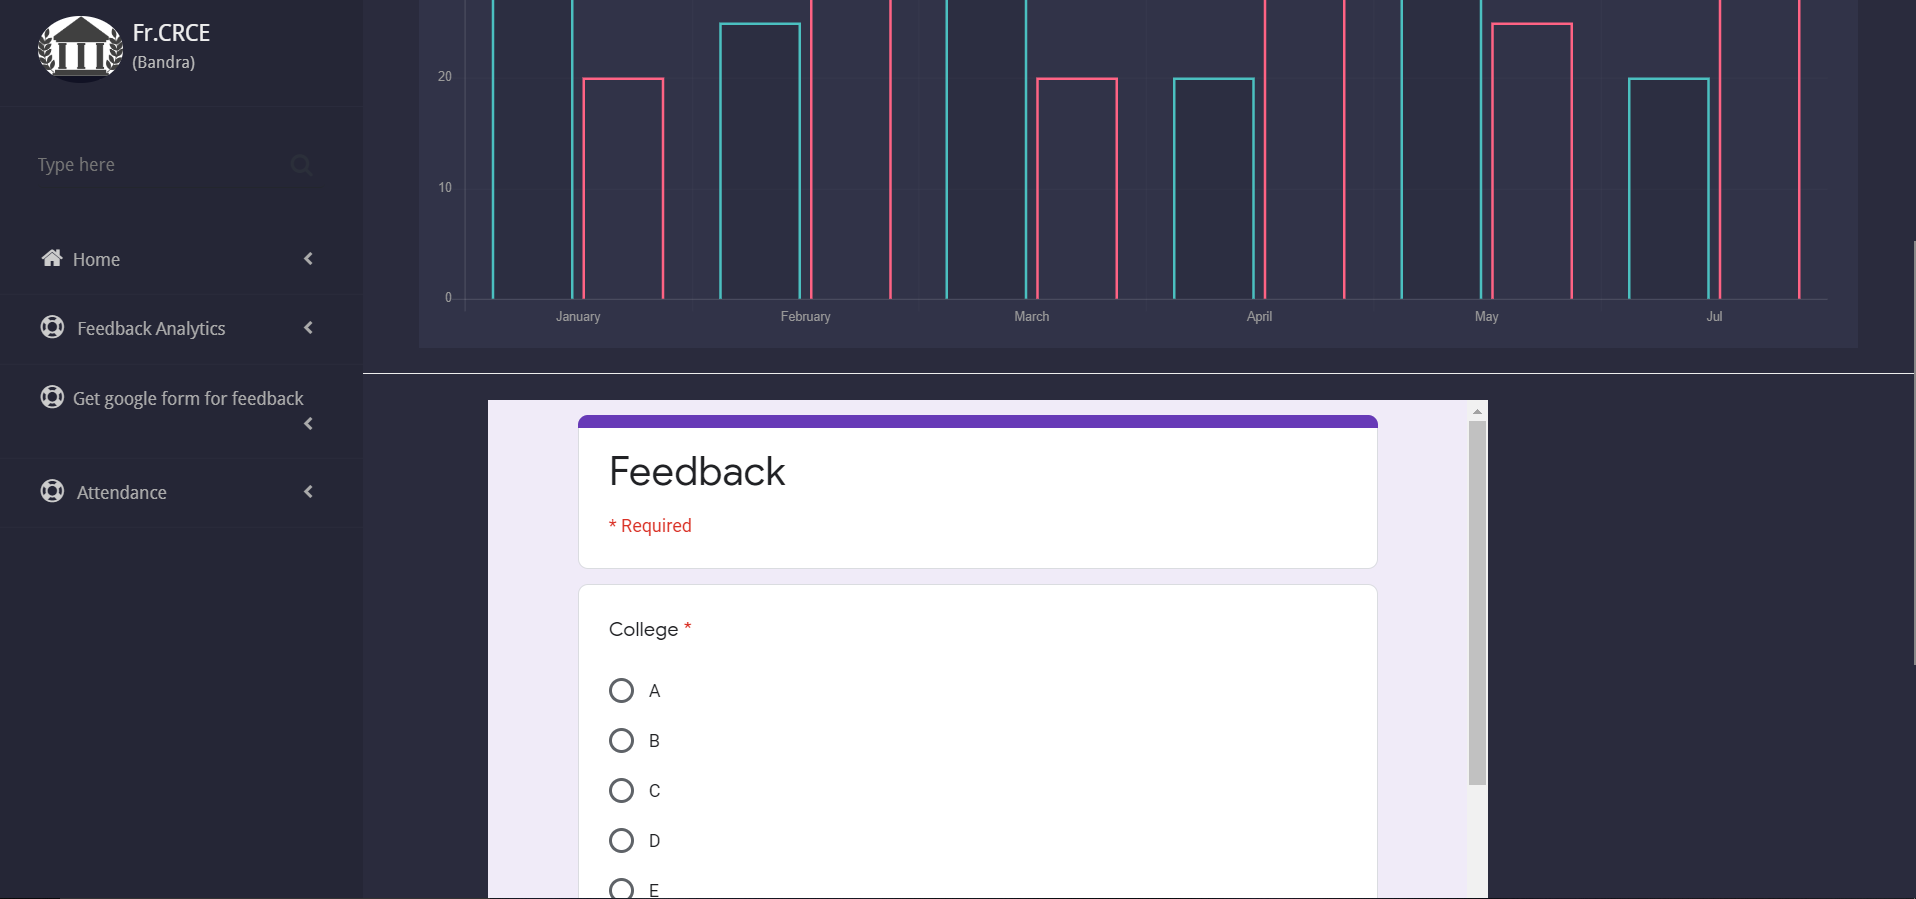 Fr.CRCE
(Bandra)
Type here
Home
Feedback Analytics
Get google form for feedback
Attendance
20
10
0
January February March April May Jul
Feedback
* Required
College *
A
B
C
D
E